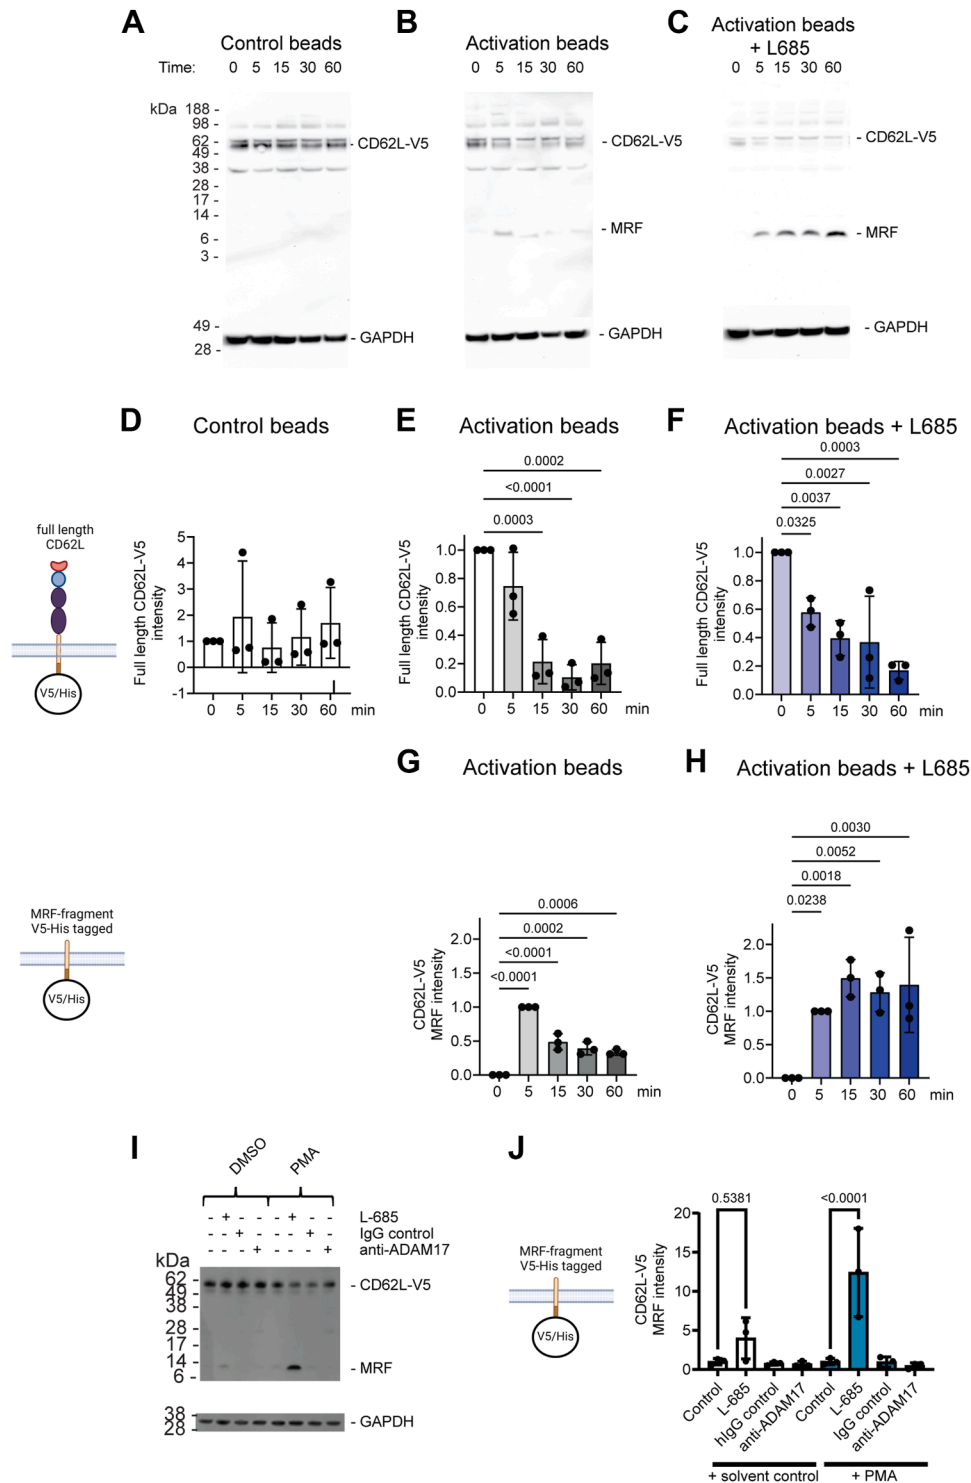 A
Control beads
Time: 0 5 15 30 60
kDa 188 -
98 -
62 -
49 -
38 -
28 -
17 -
14 -
6 -
3 -
49 -
28 -
- CD62L-V5
- GAPDH
B
Activation beads
0 5 15 30 60
- CD62L-V5
- MRF
- GAPDH
C
Activation beads
+ L685
0 5 15 30 60
- CD62L-V5
- MRF
- GAPDH
full length
CD62L
V5/His
D
Control beads
Full length CD62L-V5
intensity
5
4
3
2
1
0
-1
0 5 15 30 60 min
E
Activation beads
0.0002
<0.0001
0.0003
Full length CD62L-V5
intensity
1.0
0.8
0.6
0.4
0.2
0.0
0 5 15 30 60 min
F
Activation beads + L685
0.0003
0.0027
0.0037
0.0325
Full length CD62L-V5
intensity
1.0
0.8
0.6
0.4
0.2
0.0
0 5 15 30 60 min
MRF-fragment
V5-His tagged
V5/His
G
Activation beads
0.0006
0.0002
<0.0001
<0.0001
CD62L-V5
MRF intensity
2.0
1.5
1.0
0.5
0.0
0 5 15 30 60 min
H
Activation beads + L685
0.0030
0.0052
0.0018
0.0238
CD62L-V5
MRF intensity
2.0
1.5
1.0
0.5
0.0
0 5 15 30 60 min
I
DMSO PMA
- + - - - + - - L-685
- - + - - - + - IgG control
- - - + - - - + anti-ADAM17
kDa
62 -
49 -
38 -
28 -
17 -
14 -
6 -
38 -
28 -
- CD62L-V5
- MRF
- GAPDH
J
MRF-fragment
V5-His tagged
V5/His
0.5381 <0.0001
CD62L-V5
MRF intensity
20
15
10
5
0
Control
L-685
hIgG control
anti-ADAM17
Control
L-685
IgG control
anti-ADAM17
+ solvent control + PMA